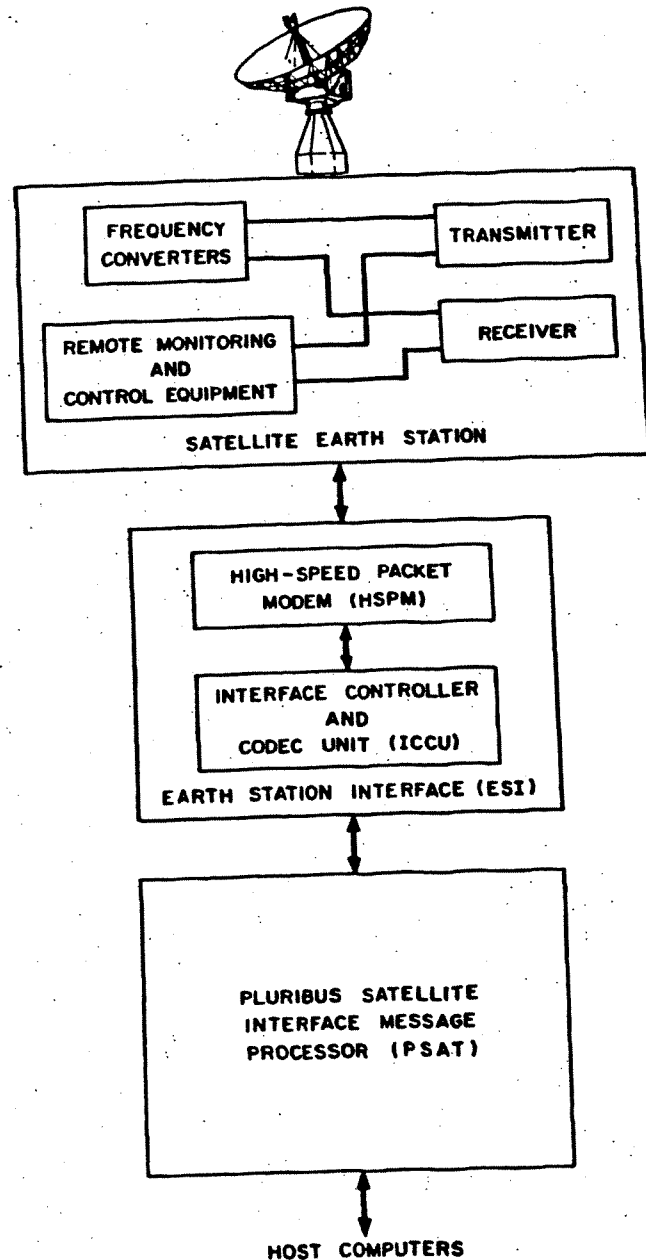 FREQUENCY
CONVERTERS
TRANSMITTER
REMOTE MONITORING
AND
CONTROL EQUIPMENT
RECEIVER
SATELLITE EARTH STATION
HIGH-SPEED PACKET
MODEM (HSPM)
INTERFACE CONTROLLER
AND
CODEC UNIT (ICCU)
EARTH STATION INTERFACE (ESI)
PLURIBUS SATELLITE
INTERFACE MESSAGE
PROCESSOR (PSAT)
HOST COMPUTERS